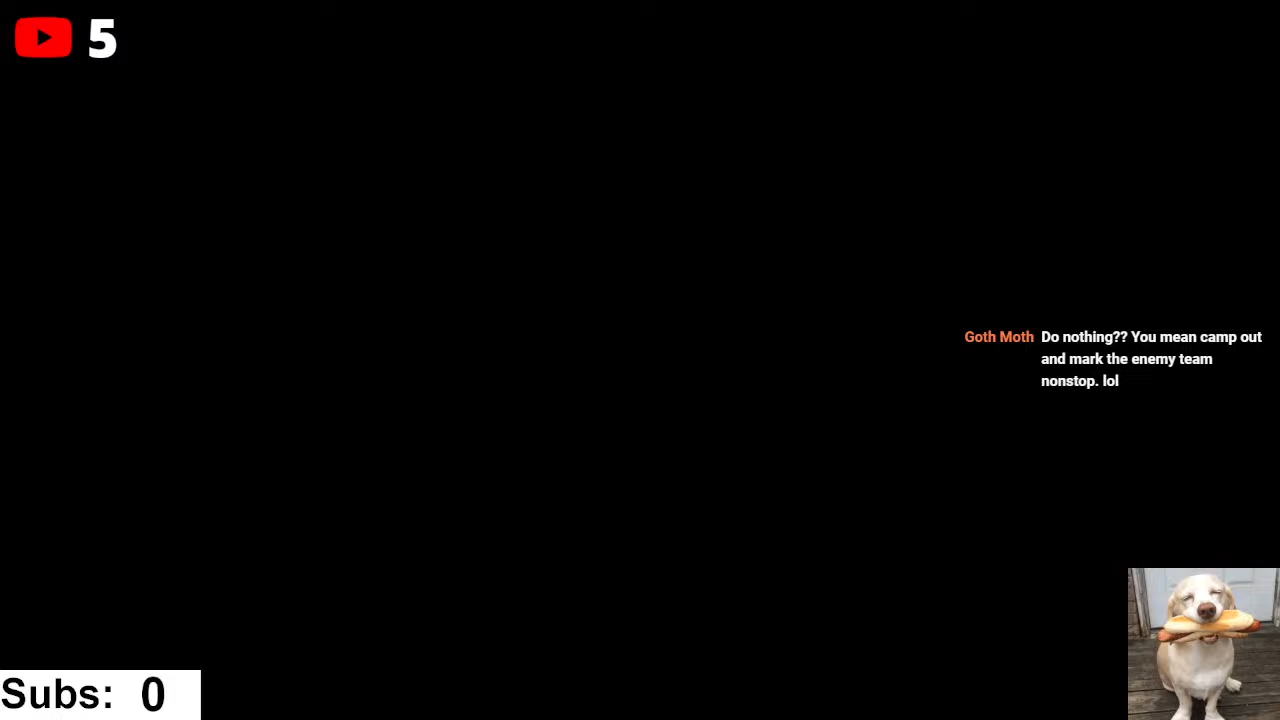 5
Goth Moth Do nothing?? You mean camp out
and mark the enemy team
nonstop. lol
Subs: 0